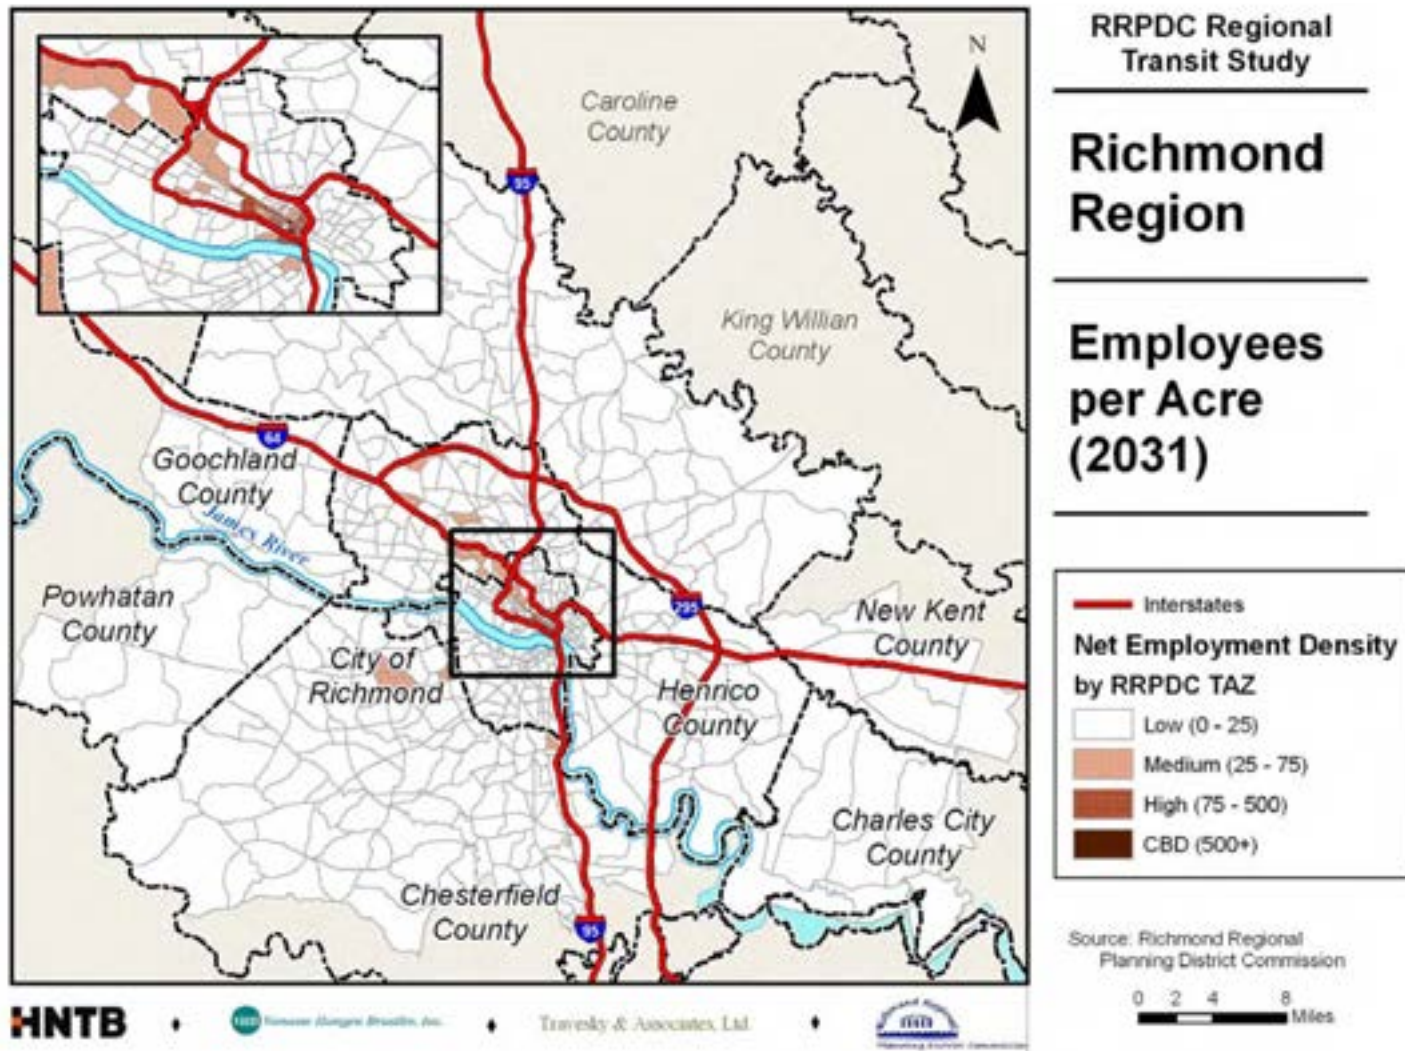 RRPDC Regional
Transit Study
Richmond
Region
Employees
per Acre
(2031)
N
Caroline
County
95
King Willian
County
64
Goochland
County
James River
Powhatan
County
City of
Richmond
295
New Kent
County
Henrico
County
Charles City
County
Chesterfield
County
95
Interstates
Net Employment Density
by RRPDC TAZ
Low (0 - 25)
Medium (25 - 75)
High (75 - 500)
CBD (500+)
Source: Richmond Regional
Planning District Commission
0 2 4 8
Miles
HNTB
Travesky & Associates, Ltd.